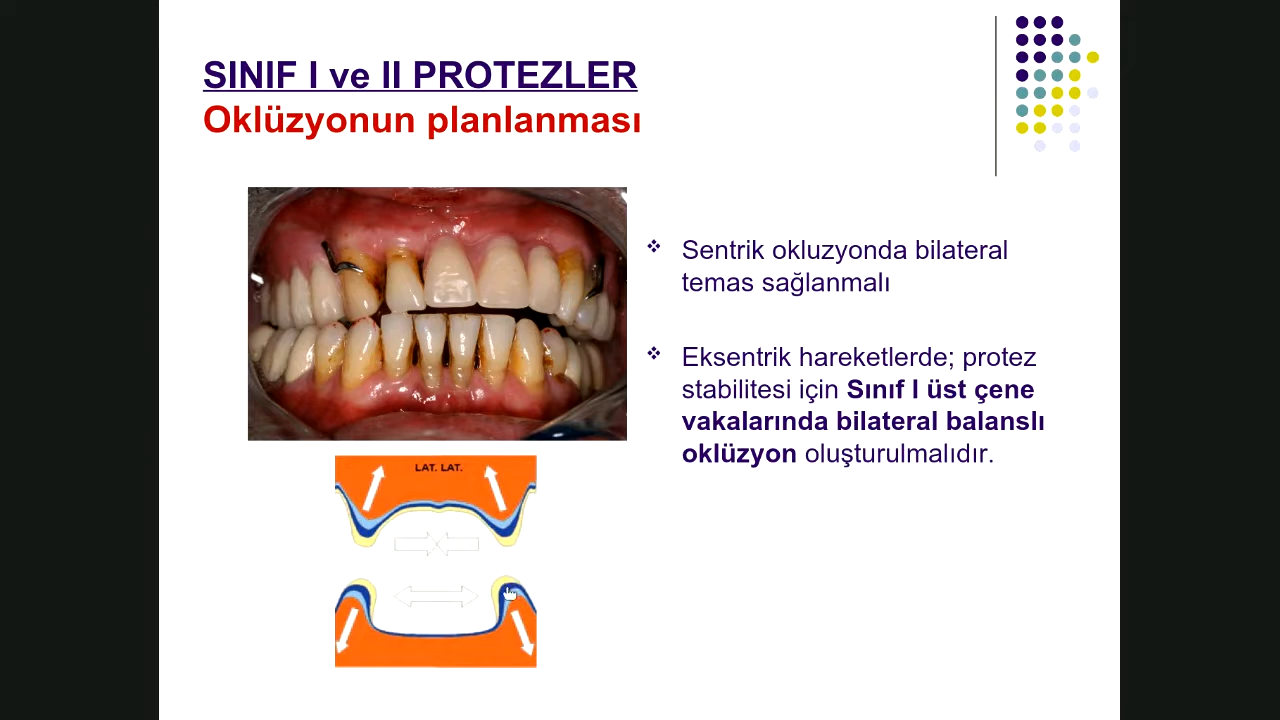 SINIF I ve II PROTEZLER
Oklüzyonun planlanması
Sentrik okluzyonda bilateral
temas sağlanmalı
Eksentrik hareketlerde; protez
stabilitesi için Sınıf I üst çene
vakalarında bilateral balanslı
oklüzyon oluşturulmalıdır.
LAT. LAT.